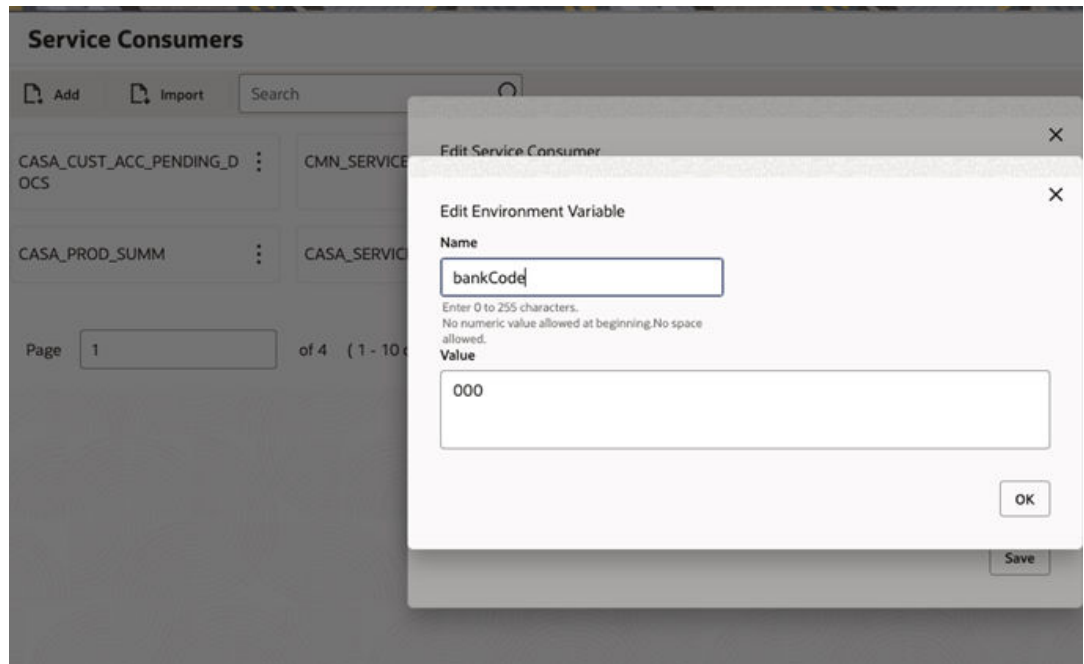 Service Consumers
Add
Import
Search
CASA_CUST_ACC_PENDING_D
OCS
CMN_SERVICE
CASA_PROD_SUMM
CASA_SERVIC
Page
1
of 4 ( 1 - 10
Edit Service Consumer
Edit Environment Variable
Name
bankCode
Enter 0 to 255 characters.
No numeric value allowed at beginning.No space
allowed.
Value
000
OK
Save